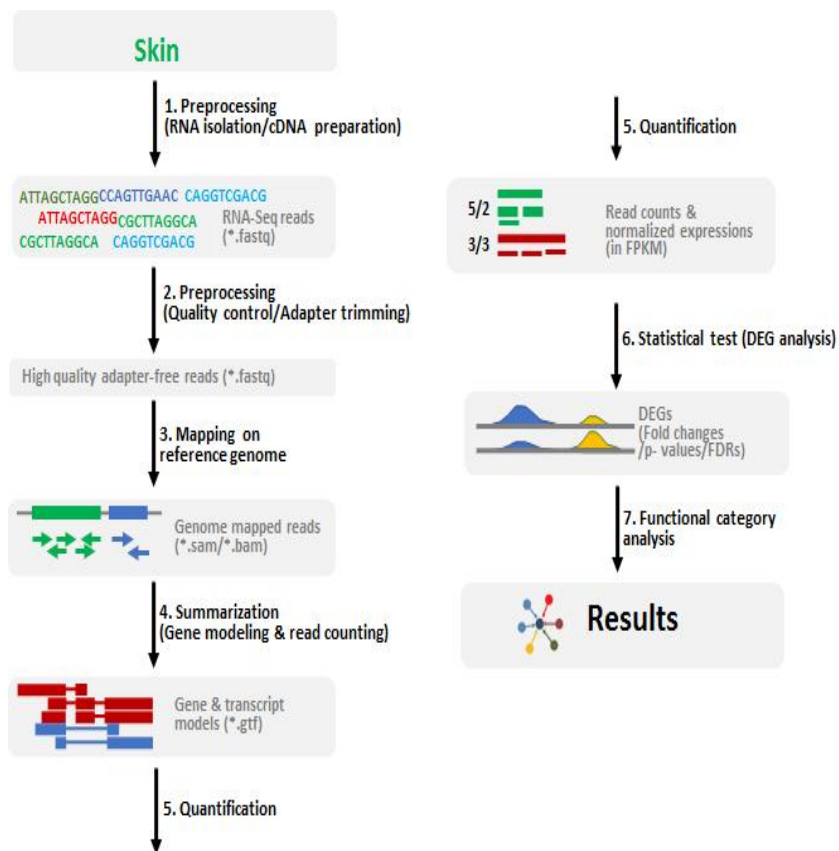 Skin
1. Preprocessing
(RNA isolation/cDNA preparation)
ATTAGCTAGGCCAGTTGAAC CAGGTCGACG
ATTAGCTAGGCGCTTAGGCA
CGCTTAGGCA CAGGTCGACG
RNA-Seq reads
(*.fastq)
2. Preprocessing
(Quality control/Adapter trimming)
High quality adapter-free reads (*.fastq)
3. Mapping on
reference genome
Genome mapped reads
(*.sam/*.bam)
4. Summarization
(Gene modeling & read counting)
Gene & transcript
models (*.gtf)
5. Quantification
5. Quantification
5/2
3/3
Read counts &
normalized expressions
(in FPKM)
6. Statistical test (DEG analysis)
DEGs
(Fold changes
/p- values/FDRs)
7. Functional category
analysis
Results